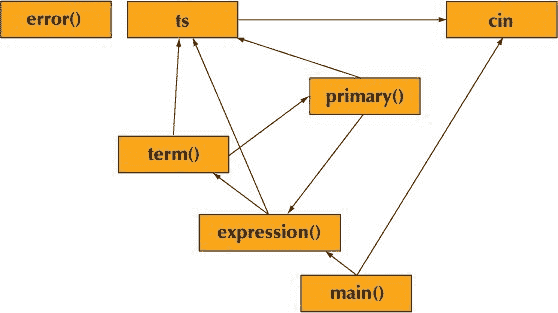 error()
ts
cin
primary()
term()
expression()
main()